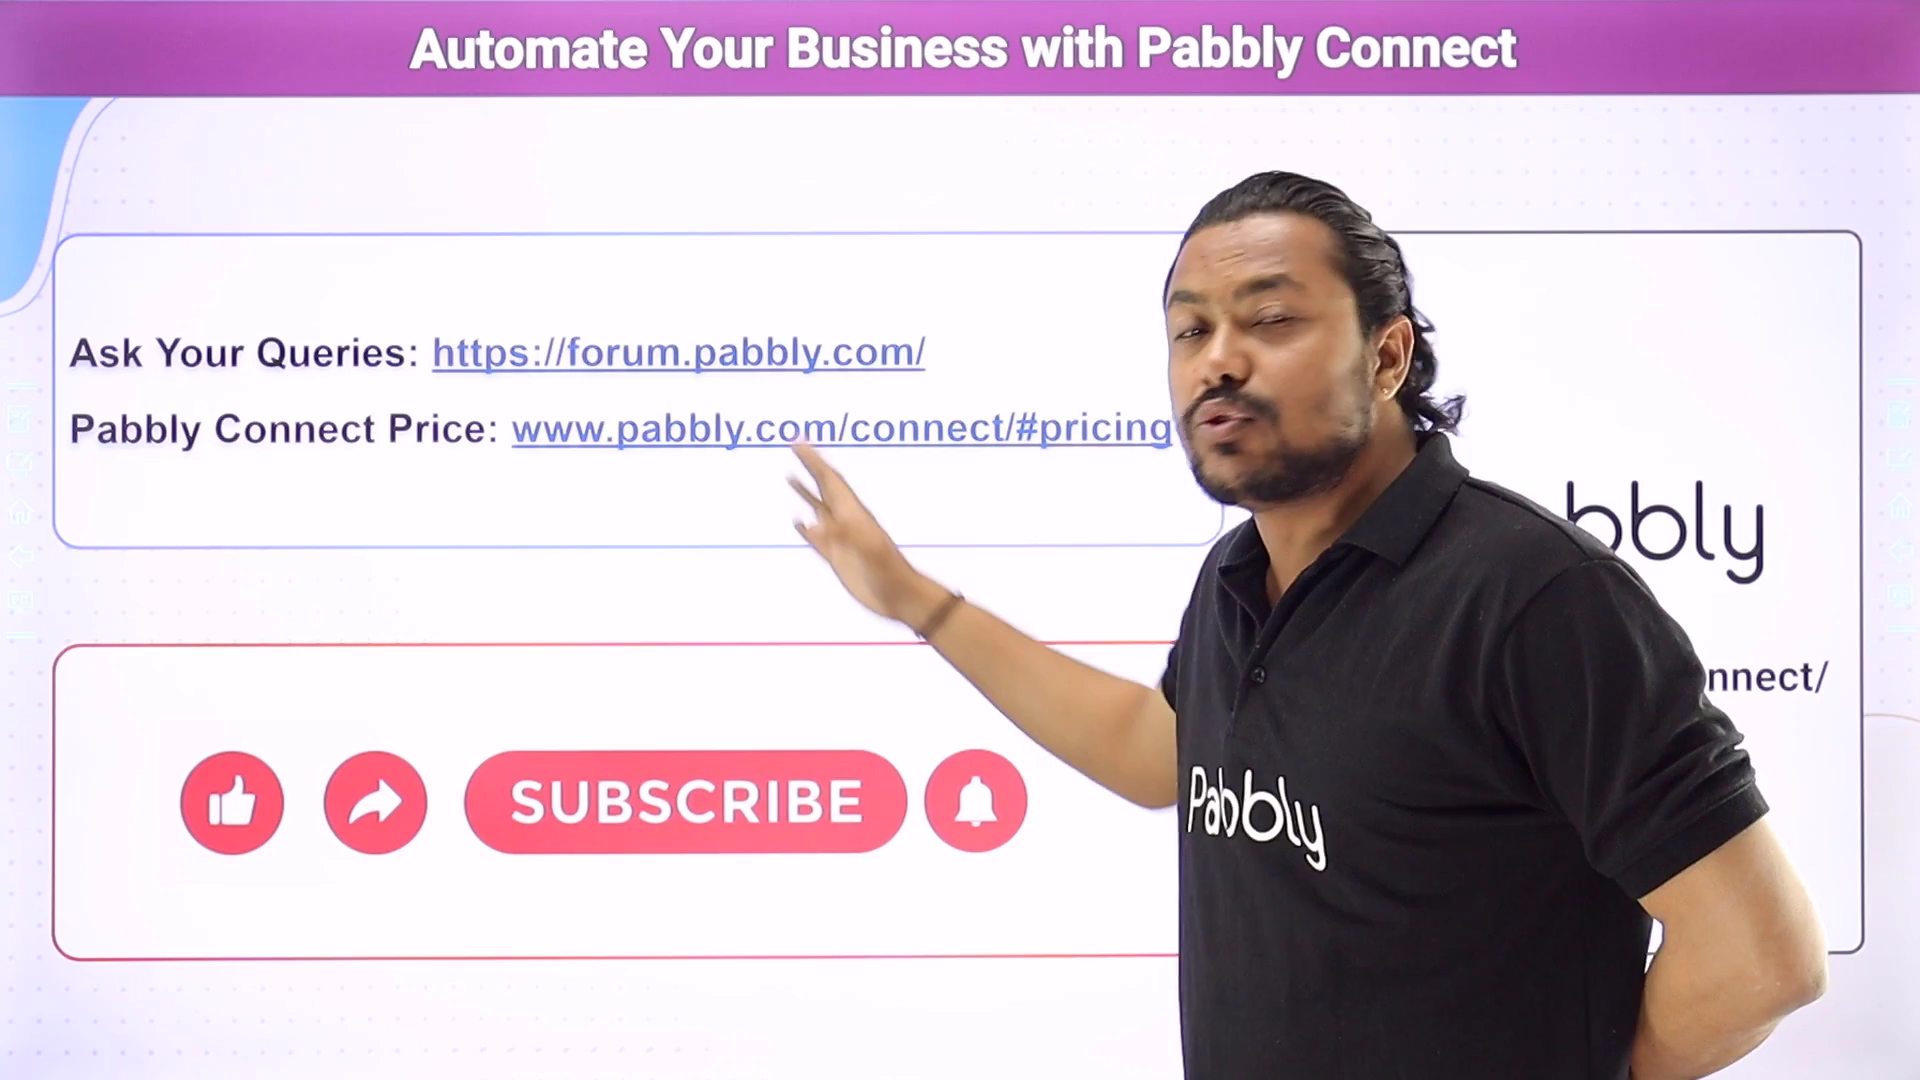 Automate Your Business with Pabbly Connect
Ask Your Queries: https://forum.pabbly.com/
Pabbly Connect Price: www.pabbly.com/connect/#pricing
bbly
nnect/
SUBSCRIBE
Pabbly